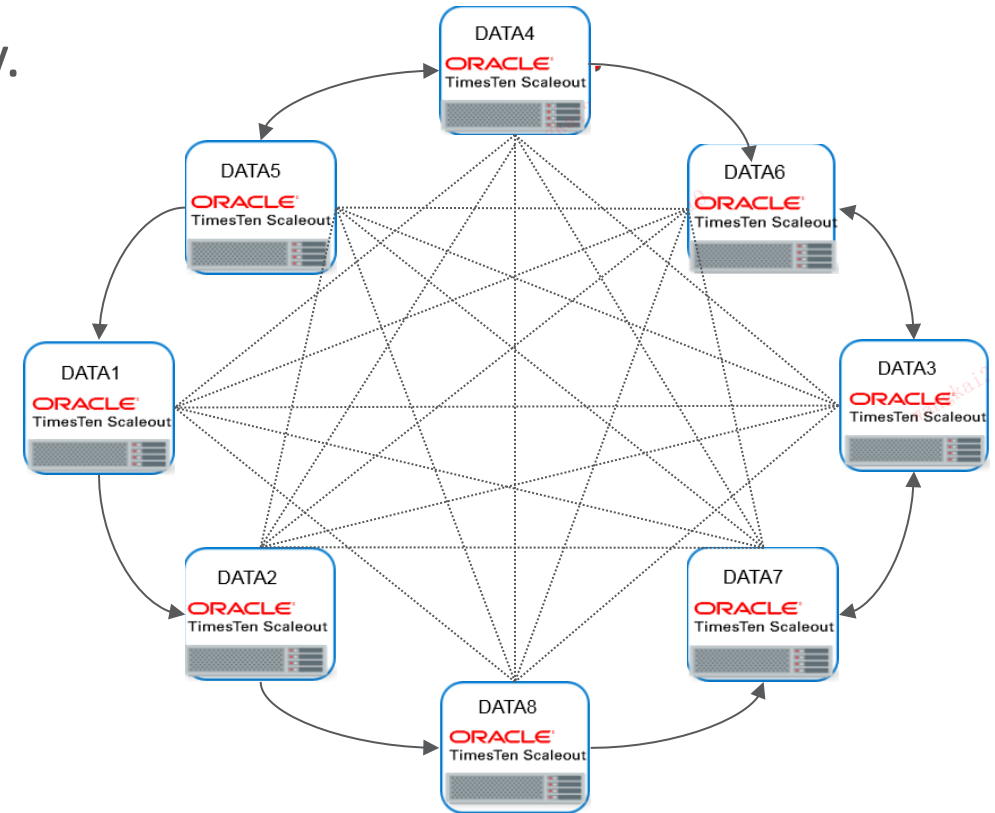 y.
DATA4
ORACLE
TimesTen Scaleout
DATA5
ORACLE
TimesTen Scaleout
DATA6
ORACLE
TimesTen Scaleout
DATA1
ORACLE
TimesTen Scaleout
DATA3
ORACLE
TimesTen Scaleout
DATA2
ORACLE
TimesTen Scaleout
DATA7
ORACLE
TimesTen Scaleout
DATA8
ORACLE
TimesTen Scaleout